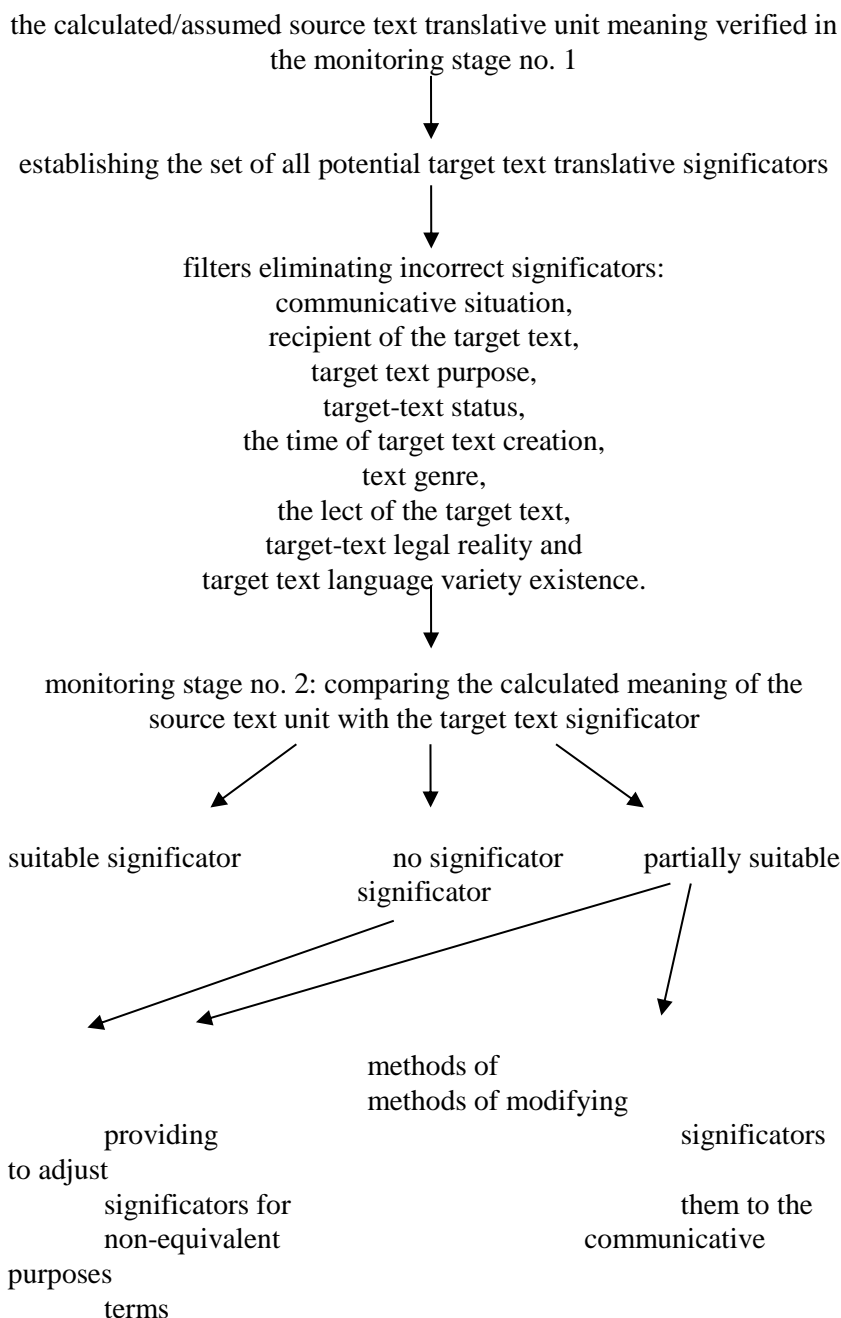 the calculated/assumed source text translative unit meaning verified in
the monitoring stage no. 1
establishing the set of all potential target text translative significators
filters eliminating incorrect significators:
communicative situation,
recipient of the target text,
target text purpose,
target-text status,
the time of target text creation,
text genre,
the lect of the target text,
target-text legal reality and
target text language variety existence.
monitoring stage no. 2: comparing the calculated meaning of the
source text unit with the target text significator
suitable significator no significator partially suitable
significator
methods of
methods of modifying
providing significators
to adjust
significators for them to the
non-equivalent communicative
purposes
terms